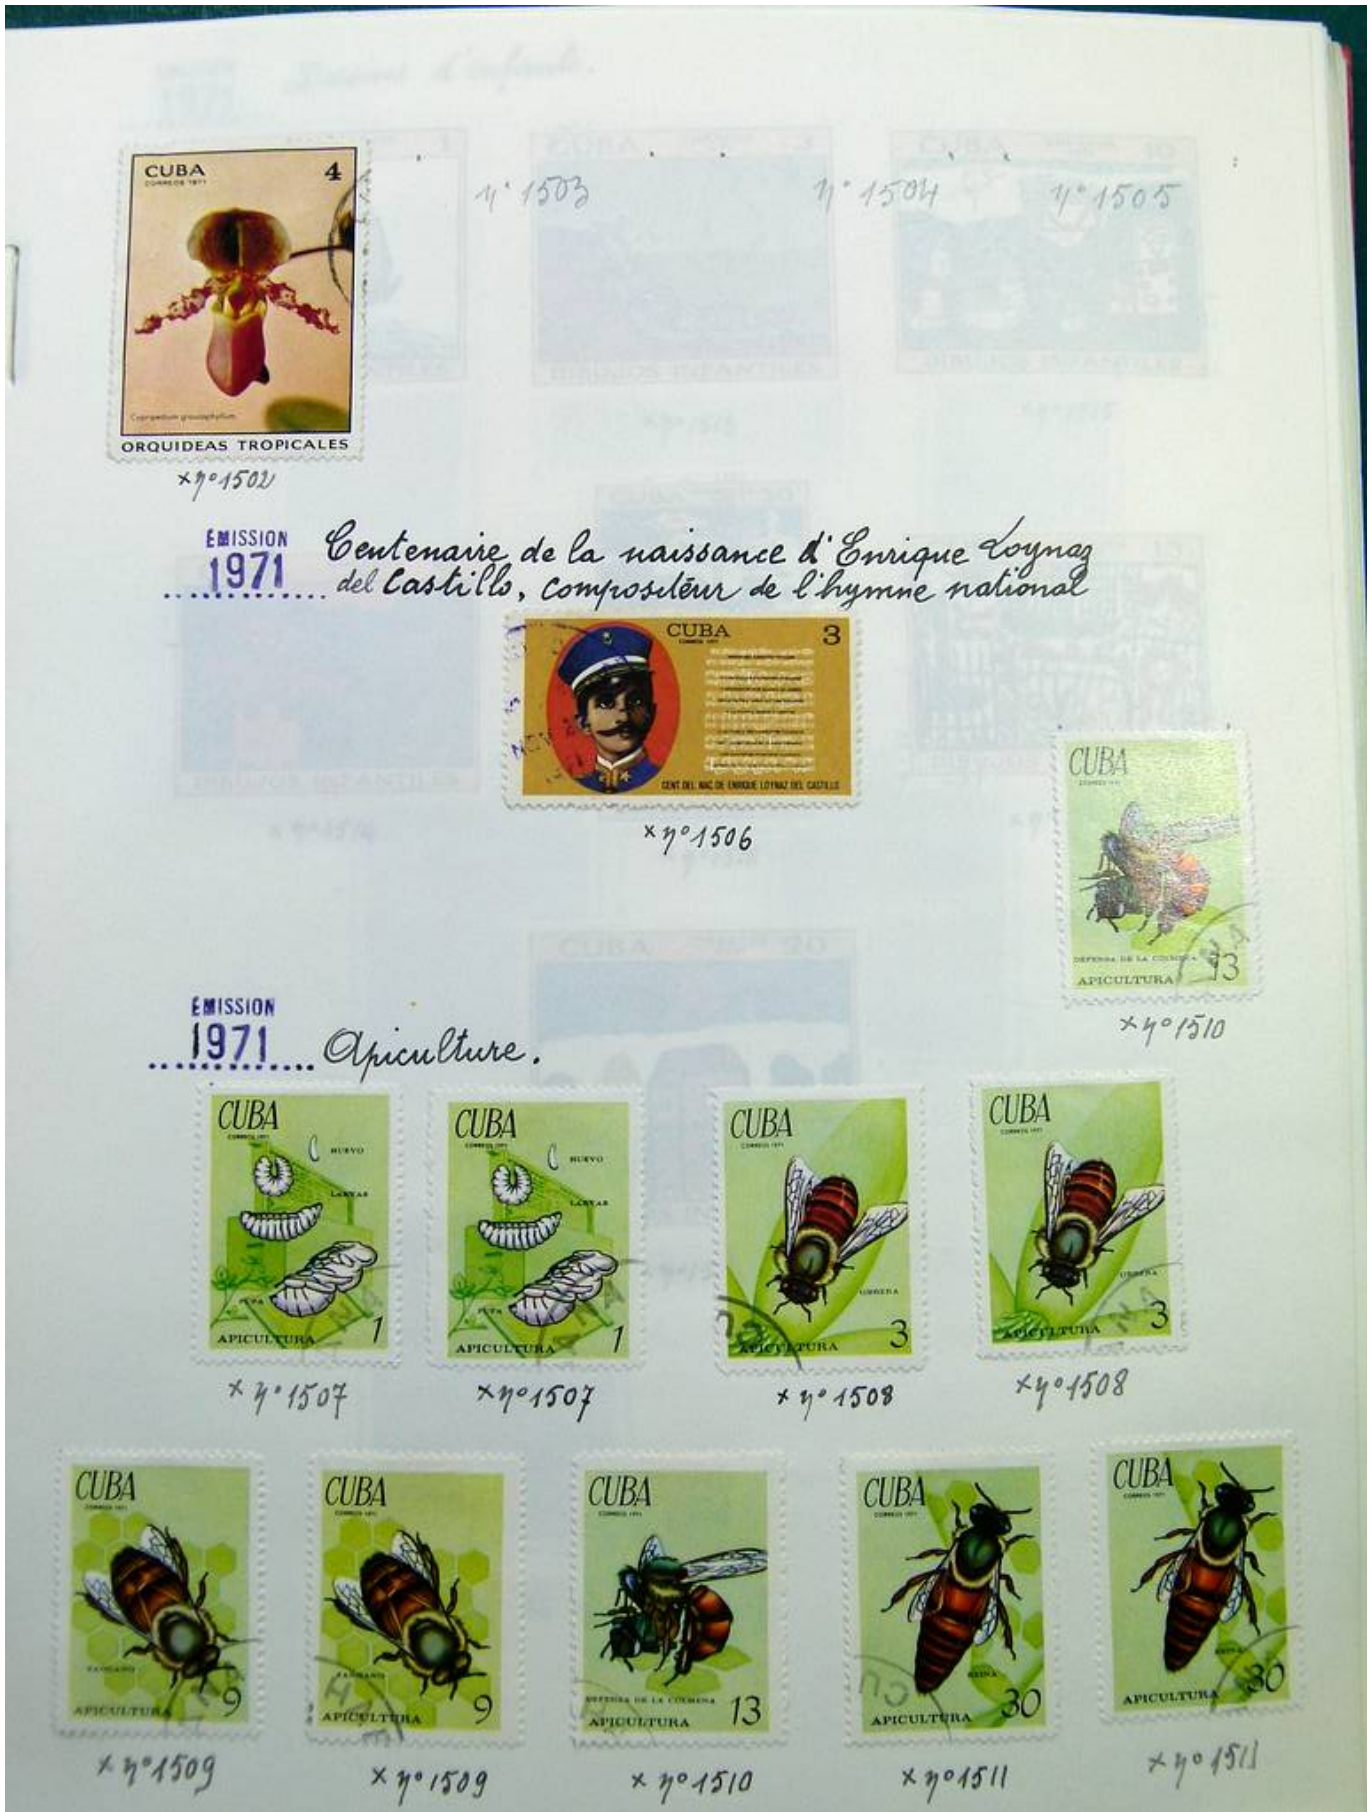 CUBA
CORREOS 1971
4
n° 1503
n° 1504
n° 1505
ORQUIDEAS TROPICALES
x n° 1502
ÉMISSION
1971
Centenaire de la naissance d'Enrique Loynaz
del Castillo, compositeur de l'hymne national
CUBA
CORREOS 1971
3
CENT. DEL NAC. DE ENRIQUE LOYNAZ DEL CASTILLO
x n° 1506
CUBA
CORREOS 1971
DEFENSA DE LA COLMENA
APICULTURA
13
x n° 1510
ÉMISSION
1971
Apiculture.
CUBA
CORREOS 1971
HUEVO
LARVAS
PUPA
APICULTURA
1
x n° 1507
CUBA
CORREOS 1971
HUEVO
LARVAS
PUPA
APICULTURA
1
x n° 1507
CUBA
CORREOS 1971
OBRERA
APICULTURA
3
x n° 1508
CUBA
CORREOS 1971
OBRERA
APICULTURA
3
x n° 1508
CUBA
CORREOS 1971
ZANGANO
APICULTURA
9
x n° 1509
CUBA
CORREOS 1971
ZANGANO
APICULTURA
9
x n° 1509
CUBA
CORREOS 1971
DEFENSA DE LA COLMENA
APICULTURA
13
x n° 1510
CUBA
CORREOS 1971
REINA
APICULTURA
30
x n° 1511
CUBA
CORREOS 1971
REINA
APICULTURA
30
x n° 1511